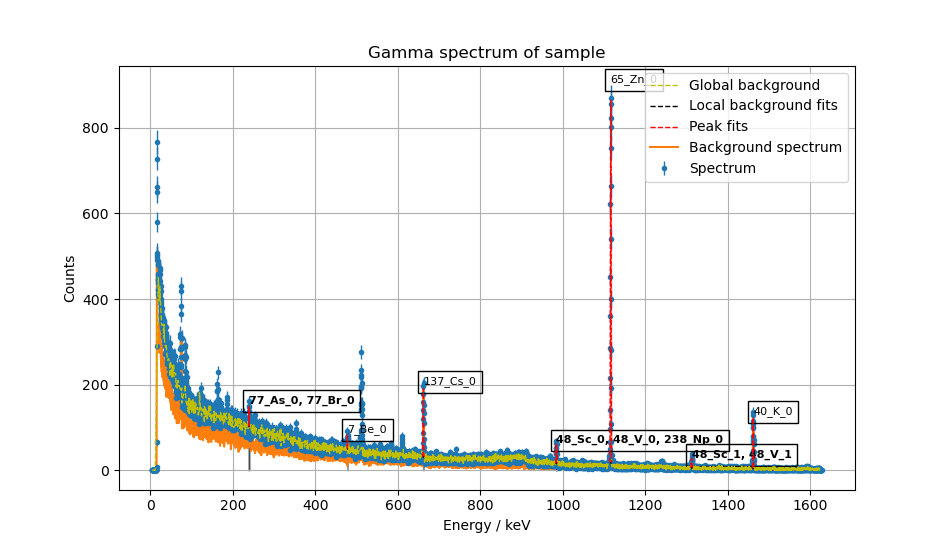 Gamma spectrum of sample
65_Zn_0
Global background
Local background fits
Peak fits
Background spectrum
Spectrum
Counts
800
600
400
200
0
137_Cs_0
77_As_0, 77_Br_0
40_K_0
7_Be_0
48_Sc_0, 48_V_0, 238_Np_0
48_Sc_1, 48_V_1
0
200
400
600
800
1000
1200
1400
1600
Energy / keV